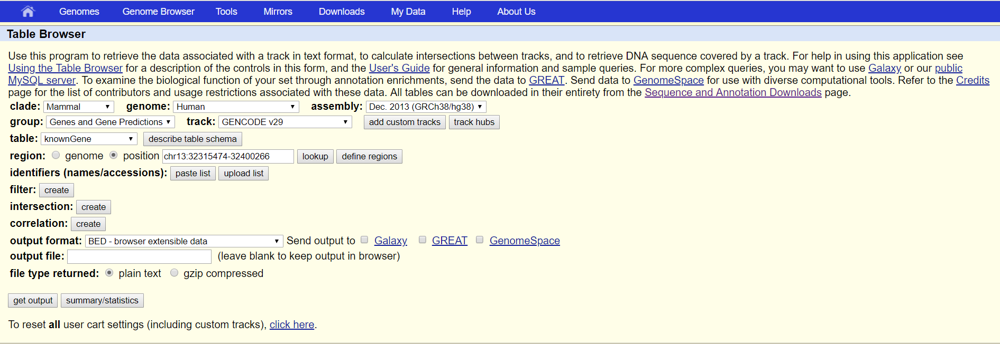 Genomes Genome Browser Tools Mirrors Downloads My Data Help About Us
Table Browser
Use this program to retrieve the data associated with a track in text format, to calculate intersections between tracks, and to retrieve DNA sequence covered by a track. For help in using this application see
Using the Table Browser for a description of the controls in this form, and the User's Guide for general information and sample queries. For more complex queries, you may want to use Galaxy or our public
MySQL server. To examine the biological function of your set through annotation enrichments, send the data to GREAT. Send data to GenomeSpace for use with diverse computational tools. Refer to the Credits
page for the list of contributors and usage restrictions associated with these data. All tables can be downloaded in their entirety from the Sequence and Annotation Downloads page.
clade: Mammal genome: Human assembly: Dec. 2013 (GRCh38/hg38)
group: Genes and Gene Predictions track: GENCODE v29 add custom tracks track hubs
table: knownGene describe table schema
region: genome position chr13:32315474-32400266 lookup define regions
identifiers (names/accessions): paste list upload list
filter: create
intersection: create
correlation: create
output format: BED - browser extensible data Send output to Galaxy GREAT GenomeSpace
output file: (leave blank to keep output in browser)
file type returned: plain text gzip compressed
get output summary/statistics
To reset all user cart settings (including custom tracks), click here.